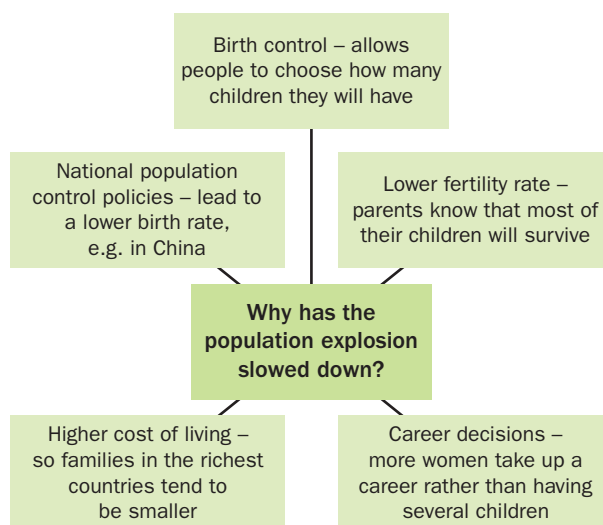 Birth control – allows
people to choose how many
children they will have
National population
control policies – lead to
a lower birth rate,
e.g. in China
Lower fertility rate –
parents know that most of
their children will survive
Why has the
population explosion
slowed down?
Higher cost of living –
so families in the richest
countries tend to
be smaller
Career decisions –
more women take up a
career rather than having
several children